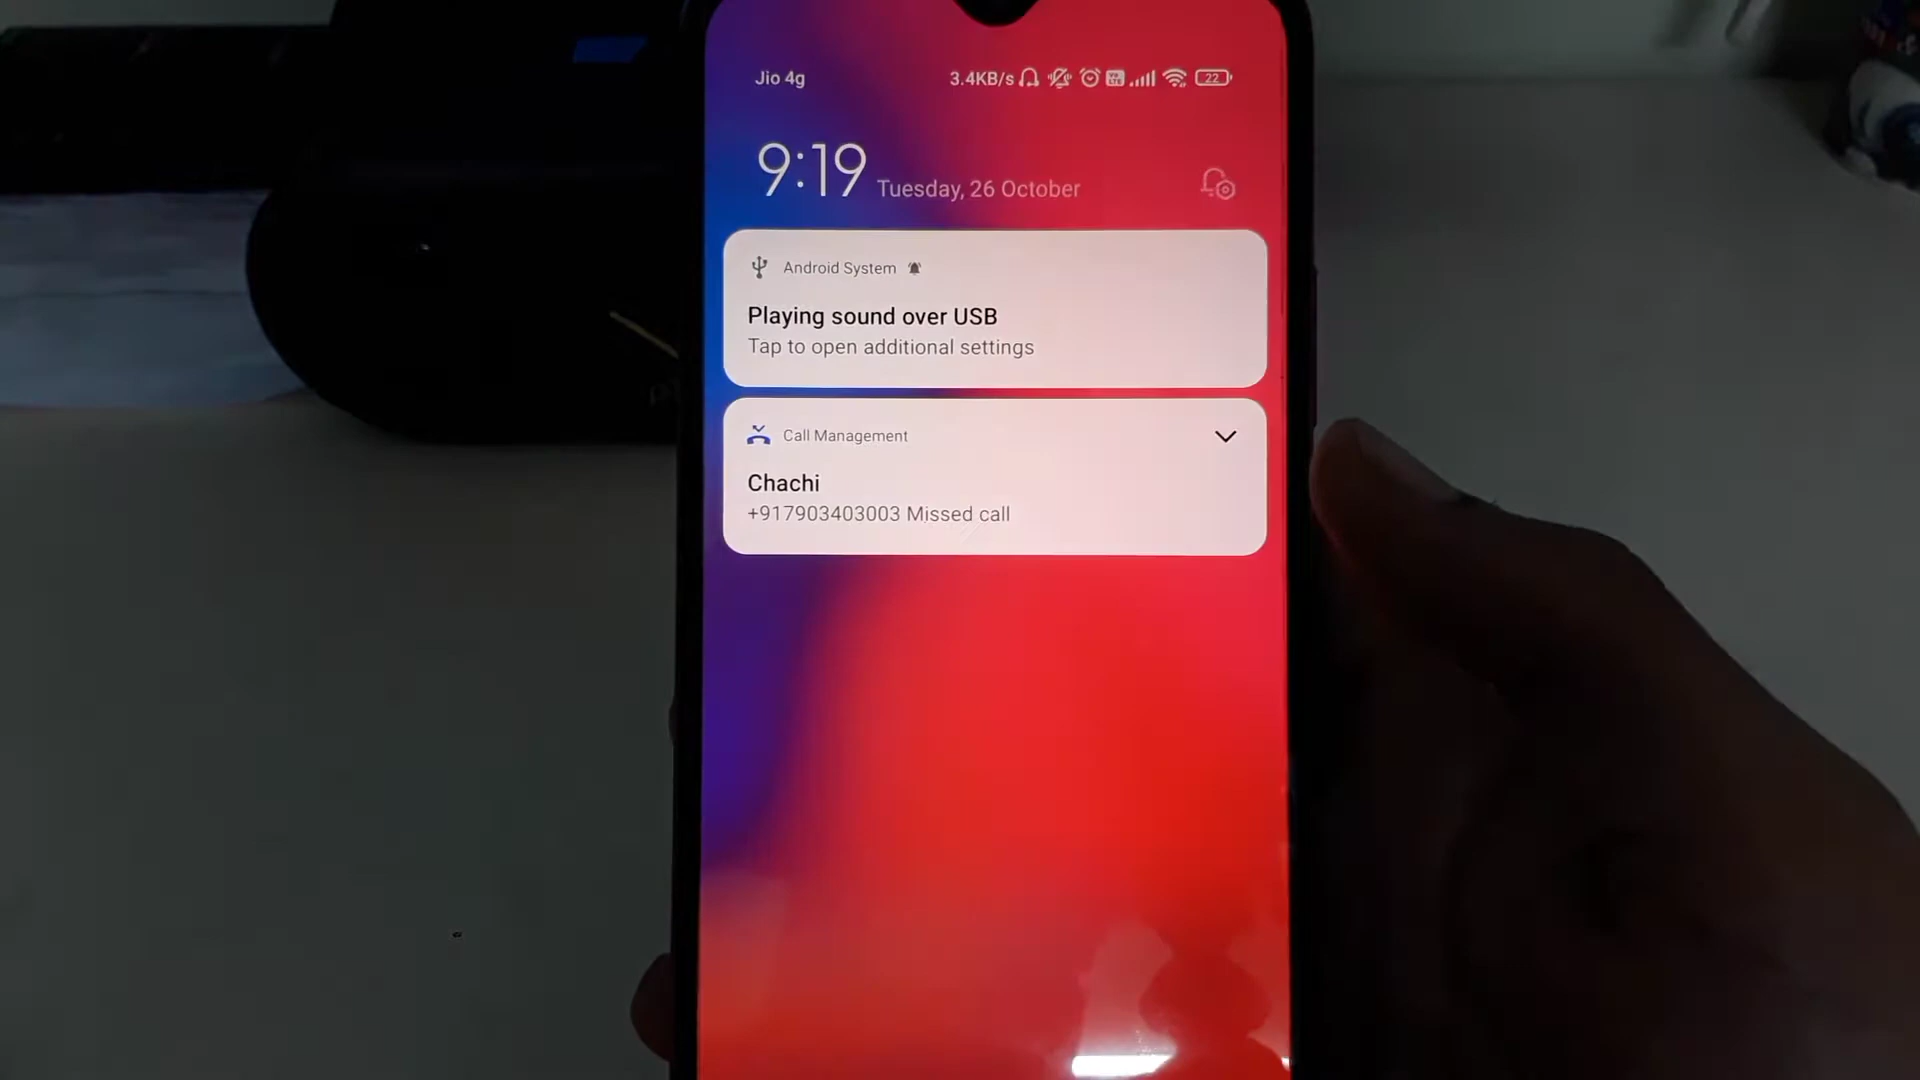 Jio 4g 3.4KB/s 22
9:19 Tuesday, 26 October
Android System
Playing sound over USB
Tap to open additional settings
Call Management
Chachi
+917903403003 Missed call